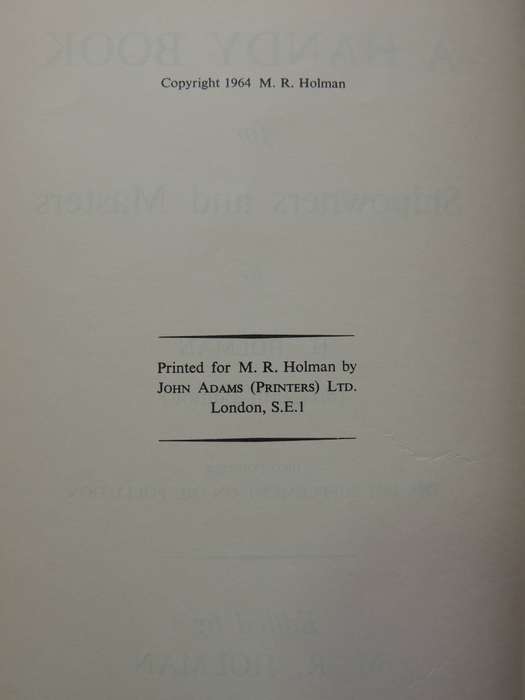 Copyright 1964 M. R. Holman
Printed for M. R. Holman by
JOHN ADAMS (PRINTERS) LTD.
London, S.E.1